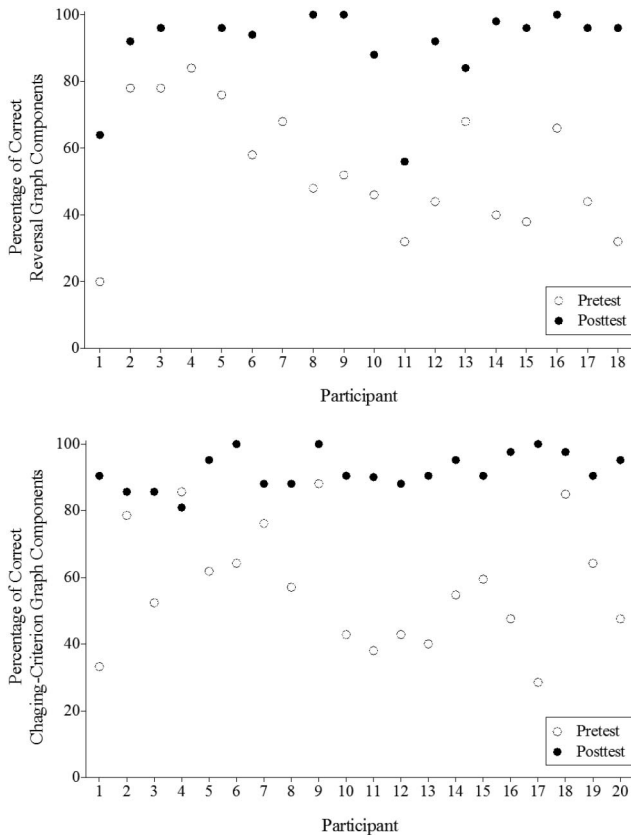 Percentage of Correct
Reversal Graph Components
100
80
60
40
20
0
1 2 3 4 5 6 7 8 9 10 11 12 13 14 15 16 17 18
Pretest
Posttest
Participant
Percentage of Correct
Chaging-Criterion Graph Components
100
80
60
40
20
0
1 2 3 4 5 6 7 8 9 10 11 12 13 14 15 16 17 18 19 20
Pretest
Posttest
Participant